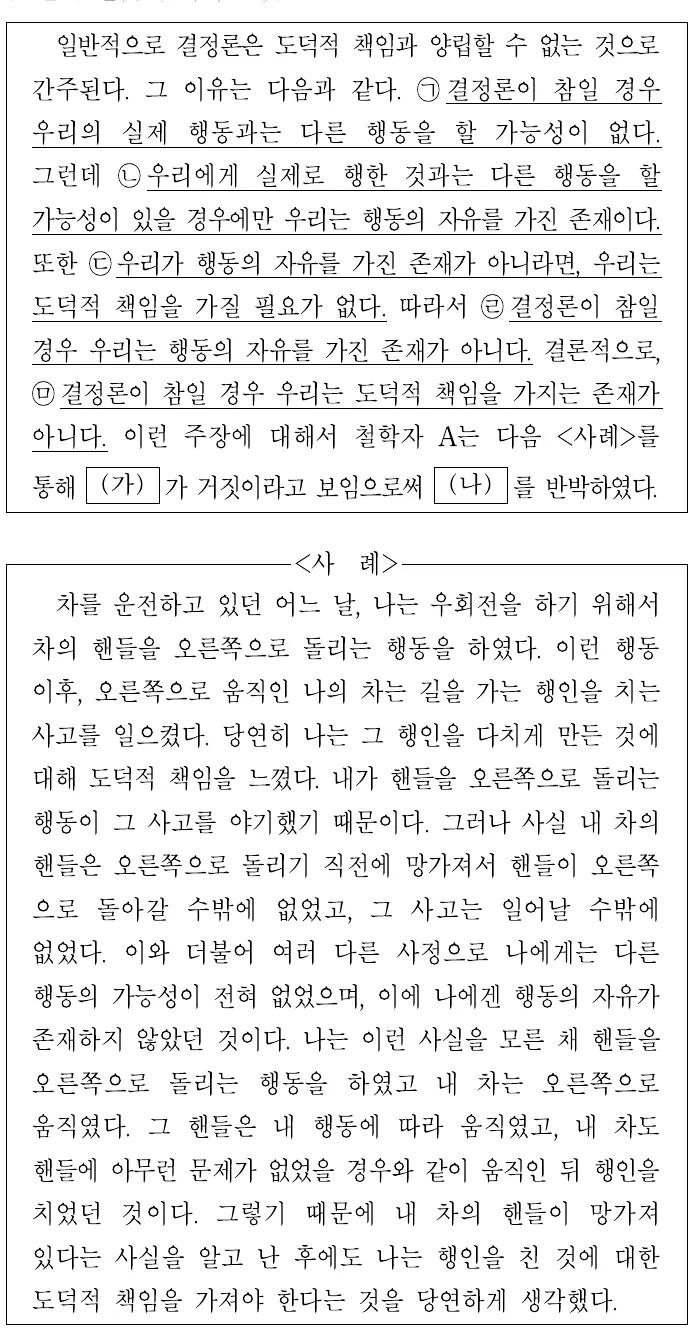 일반적으로 결정론은 도덕적 책임과 양립할 수 없는 것으로
간주된다. 그 이유는 다음과 같다. ㉠결정론이 참일 경우
우리의 실제 행동과는 다른 행동을 할 가능성이 없다.
그런데 ㉡우리에게 실제로 행한 것과는 다른 행동을 할
가능성이 있을 경우에만 우리는 행동의 자유를 가진 존재이다.
또한 ㉢우리가 행동의 자유를 가진 존재가 아니라면, 우리는
도덕적 책임을 가질 필요가 없다. 따라서 ㉣결정론이 참일
경우 우리는 행동의 자유를 가진 존재가 아니다. 결론적으로,
㉤결정론이 참일 경우 우리는 도덕적 책임을 가지는 존재가
아니다. 이런 주장에 대해서 철학자 A는 다음 <사례>를
통해 (가) 가 거짓이라고 보임으로써 (나) 를 반박하였다.
<사 례>
차를 운전하고 있던 어느 날, 나는 우회전을 하기 위해서
차의 핸들을 오른쪽으로 돌리는 행동을 하였다. 이런 행동
이후, 오른쪽으로 움직인 나의 차는 길을 가는 행인을 치는
사고를 일으켰다. 당연히 나는 그 행인을 다치게 만든 것에
대해 도덕적 책임을 느꼈다. 내가 핸들을 오른쪽으로 돌리는
행동이 그 사고를 야기했기 때문이다. 그러나 사실 내 차의
핸들은 오른쪽으로 돌리기 직전에 망가져서 핸들이 오른쪽
으로 돌아갈 수밖에 없었고, 그 사고는 일어날 수밖에
없었다. 이와 더불어 여러 다른 사정으로 나에게는 다른
행동의 가능성이 전혀 없었으며, 이에 나에겐 행동의 자유가
존재하지 않았던 것이다. 나는 이런 사실을 모른 채 핸들을
오른쪽으로 돌리는 행동을 하였고 내 차는 오른쪽으로
움직였다. 그 핸들은 내 행동에 따라 움직였고, 내 차도
핸들에 아무런 문제가 없었을 경우와 같이 움직인 뒤 행인을
치었던 것이다. 그렇기 때문에 내 차의 핸들이 망가져
있다는 사실을 알고 난 후에도 나는 행인을 친 것에 대한
도덕적 책임을 가져야 한다는 것을 당연하게 생각했다.